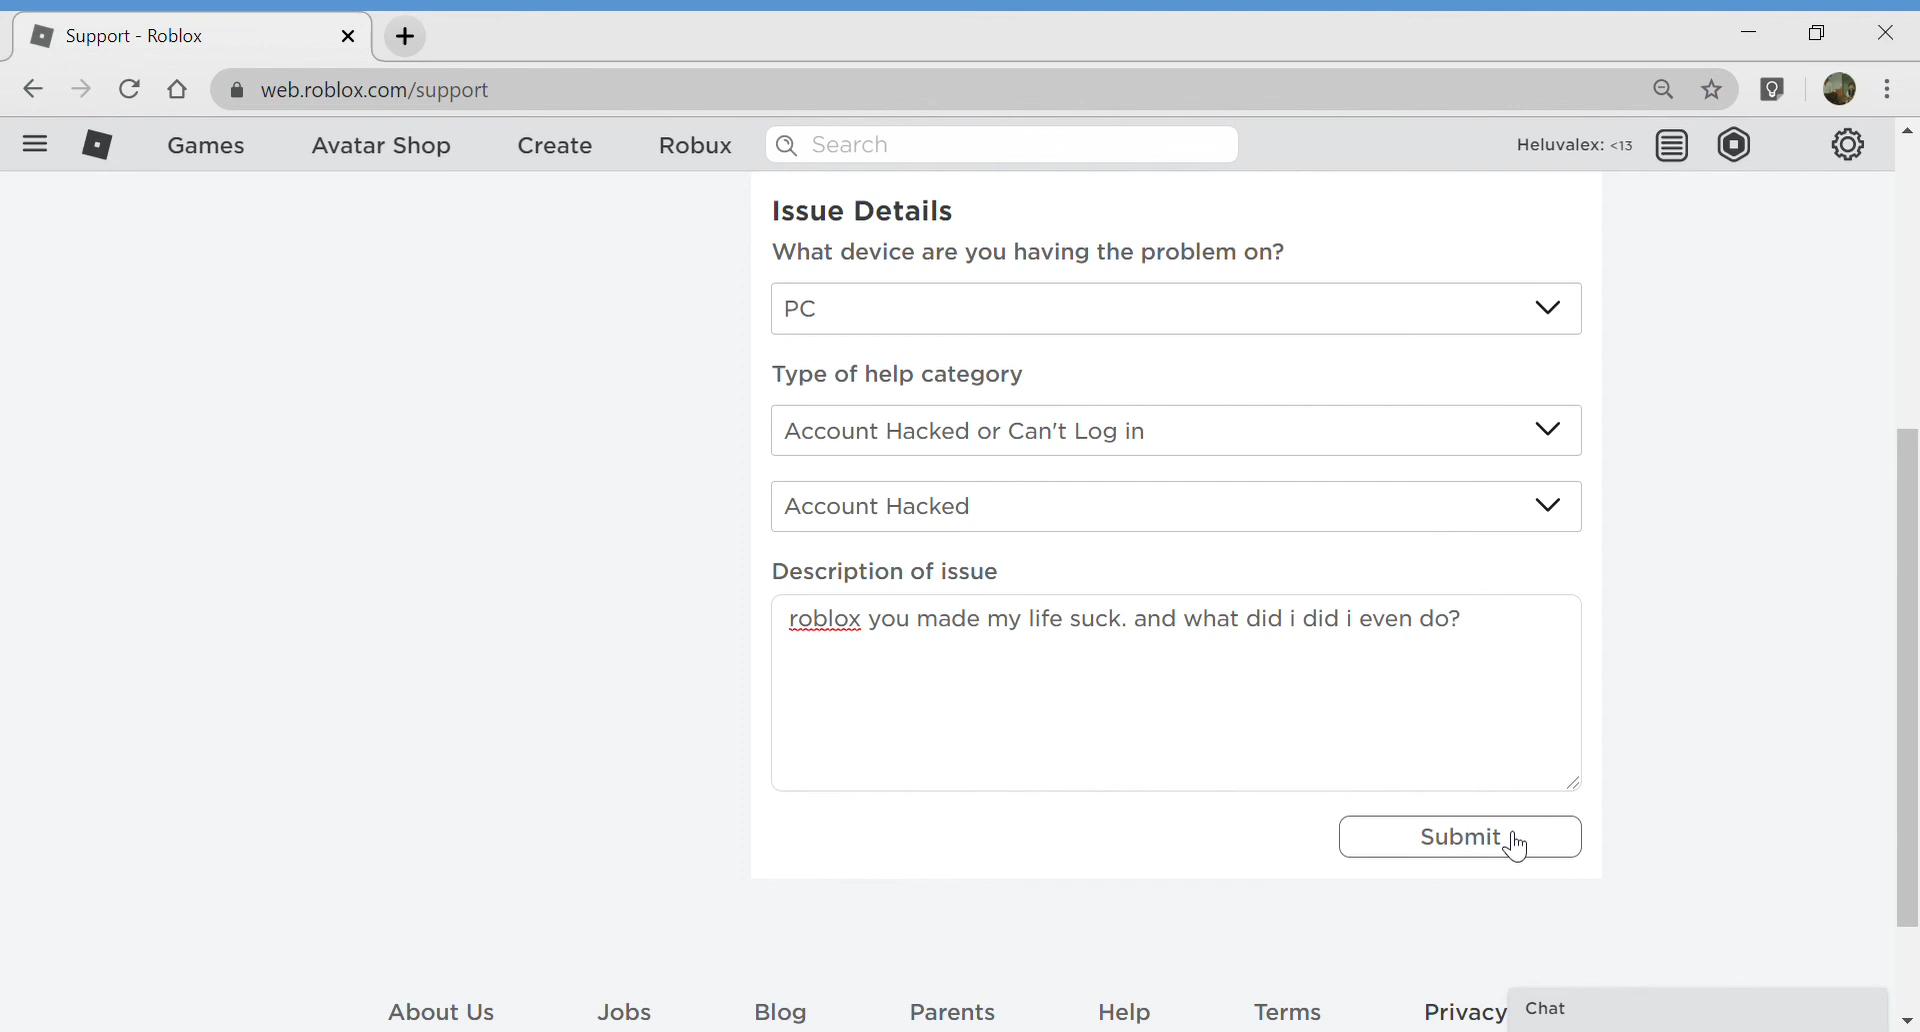 Support - Roblox
web.roblox.com/support
Games Avatar Shop Create Robux Search Heluvalex: <13
Issue Details
What device are you having the problem on?
PC
Type of help category
Account Hacked or Can't Log in
Account Hacked
Description of issue
roblox you made my life suck. and what did i did i even do?
Submit
About Us Jobs Blog Parents Help Terms Privacy Chat